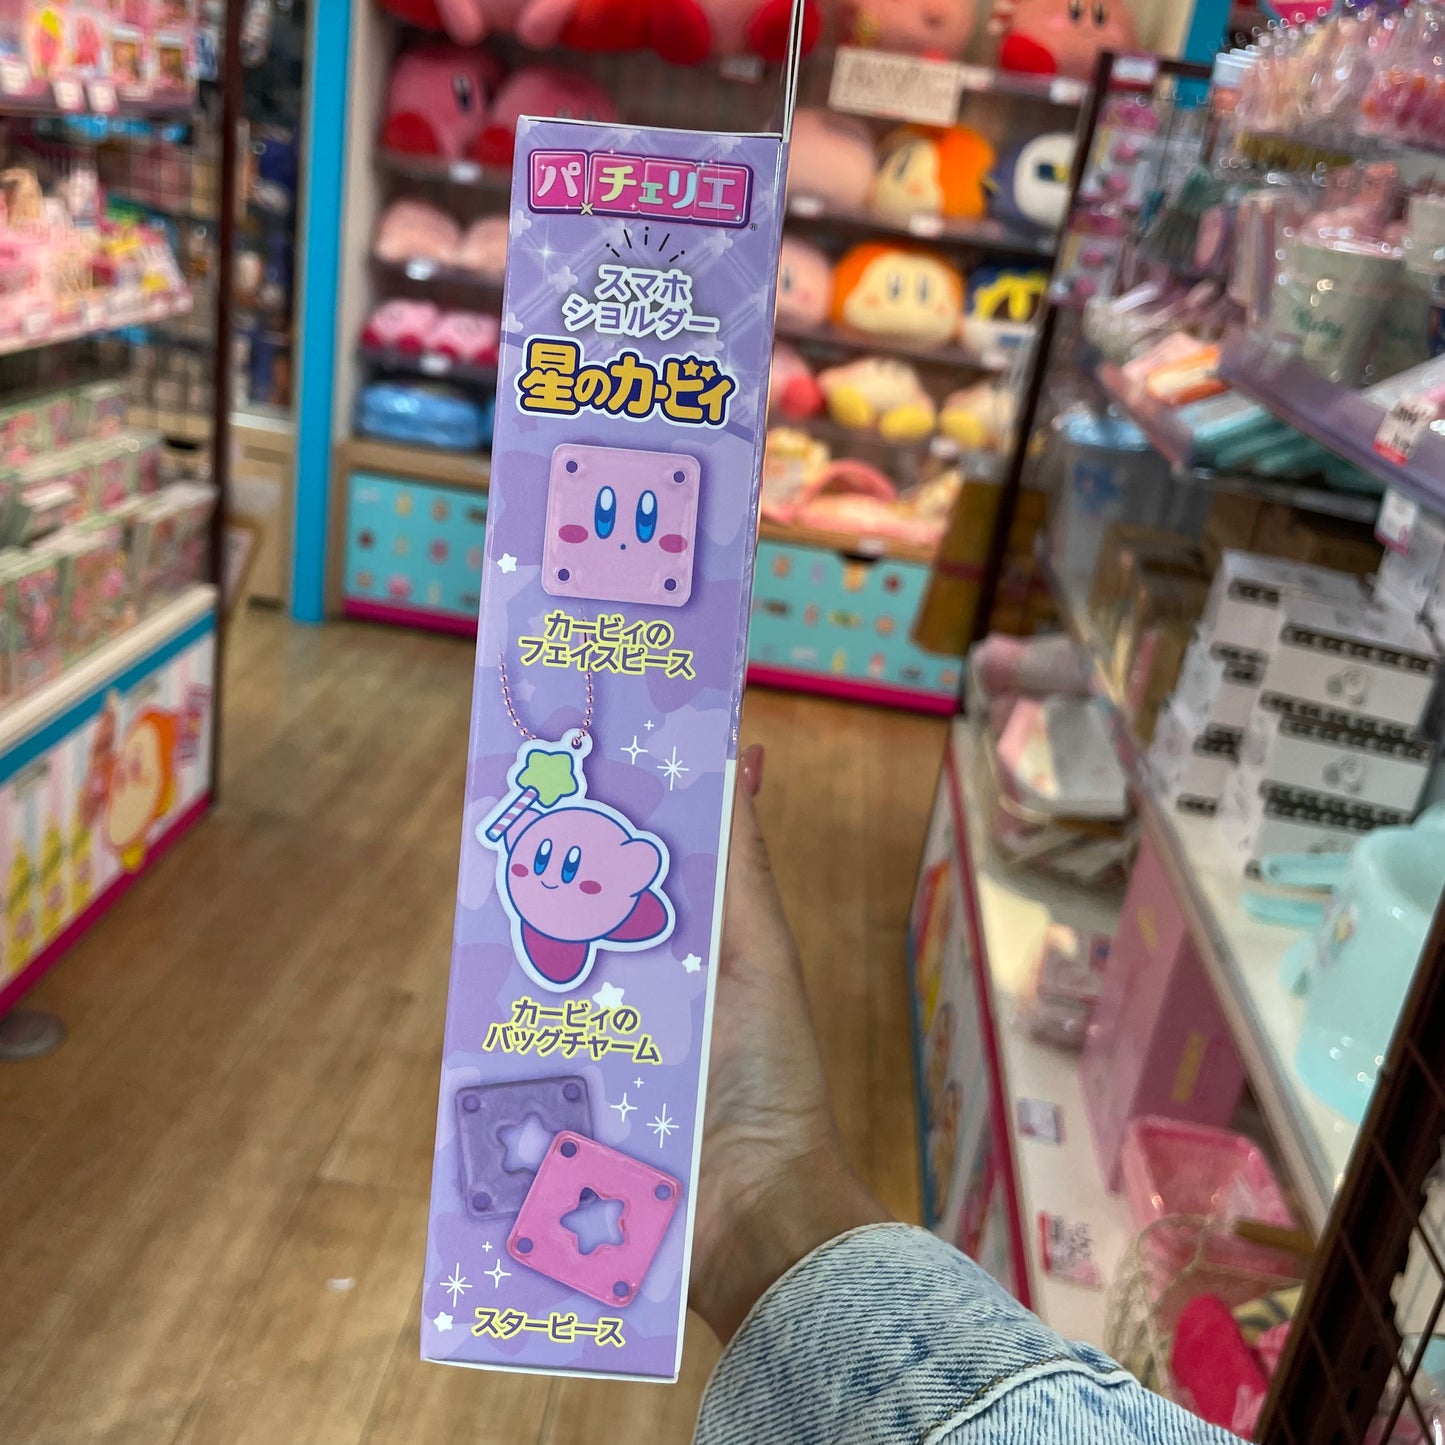 パチェリエ
®
スマホ
ショルダー
星のカービィ
カービィの
フェイスピース
カービィの
バッグチャーム
スターピース